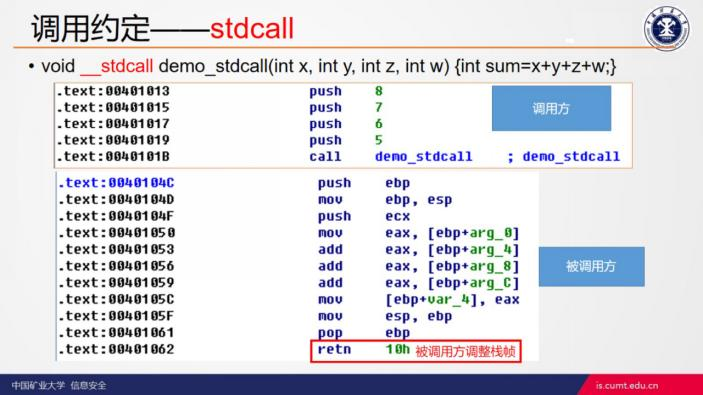 调用约定——stdcall
• void __stdcall demo_stdcall(int x, int y, int z, int w) {int sum=x+y+z+w;}
.text:00401013 push 8
.text:00401015 push 7
.text:00401017 push 6
.text:00401019 push 5
.text:0040101B call demo_stdcall ; demo_stdcall
调用方
.text:0040104C push ebp
.text:0040104D mov ebp, esp
.text:0040104F push ecx
.text:00401050 mov eax, [ebp+arg_0]
.text:00401053 add eax, [ebp+arg_4]
.text:00401056 add eax, [ebp+arg_8]
.text:00401059 add eax, [ebp+arg_C]
.text:0040105C mov [ebp+var_4], eax
.text:0040105F mov esp, ebp
.text:00401061 pop ebp
.text:00401062 retn 10h 被调用方调整栈帧
被调用方
中国矿业大学 信息安全
is.cumt.edu.cn